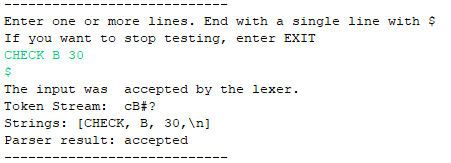 ----------------------------
Enter one or more lines. End with a single line with $
If you want to stop testing, enter EXIT
CHECK B 30
$
The input was  accepted by the lexer.
Token Stream:  cB#?
Strings: [CHECK, B, 30,\n]
Parser result: accepted
----------------------------